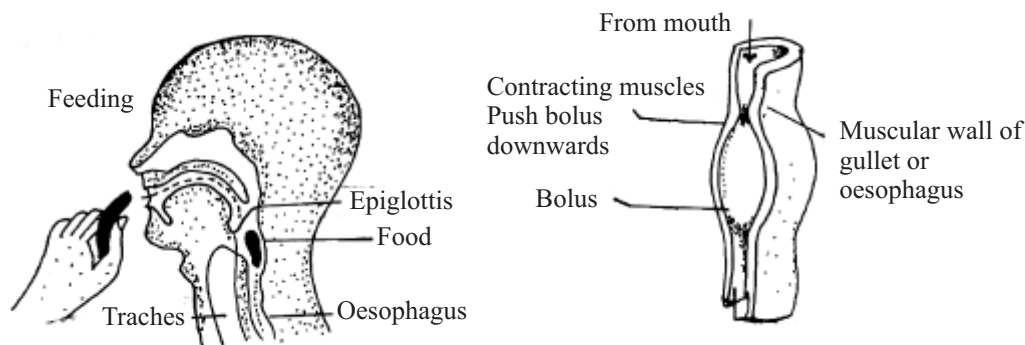 Feeding
Epiglottis
Food
Traches
Oesophagus
From mouth
Contracting muscles
Push bolus
downwards
Muscular wall of
gullet or
oesophagus
Bolus